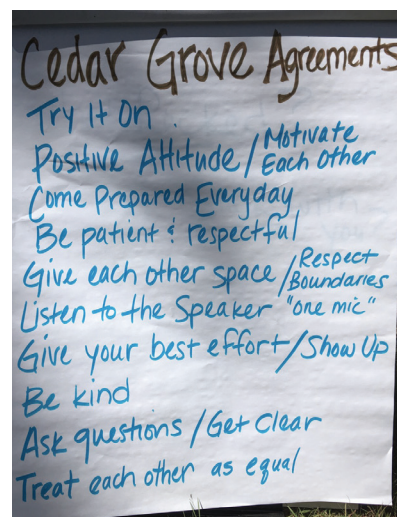 Cedar Grove Agreements
Try It On
Positive Attitude / Motivate Each Other
Come Prepared Everyday
Be patient & respectful
Give each other space / Respect Boundaries
Listen to the Speaker "one mic"
Give your best effort / Show Up
Be kind
Ask questions / Get Clear
Treat each other as equal